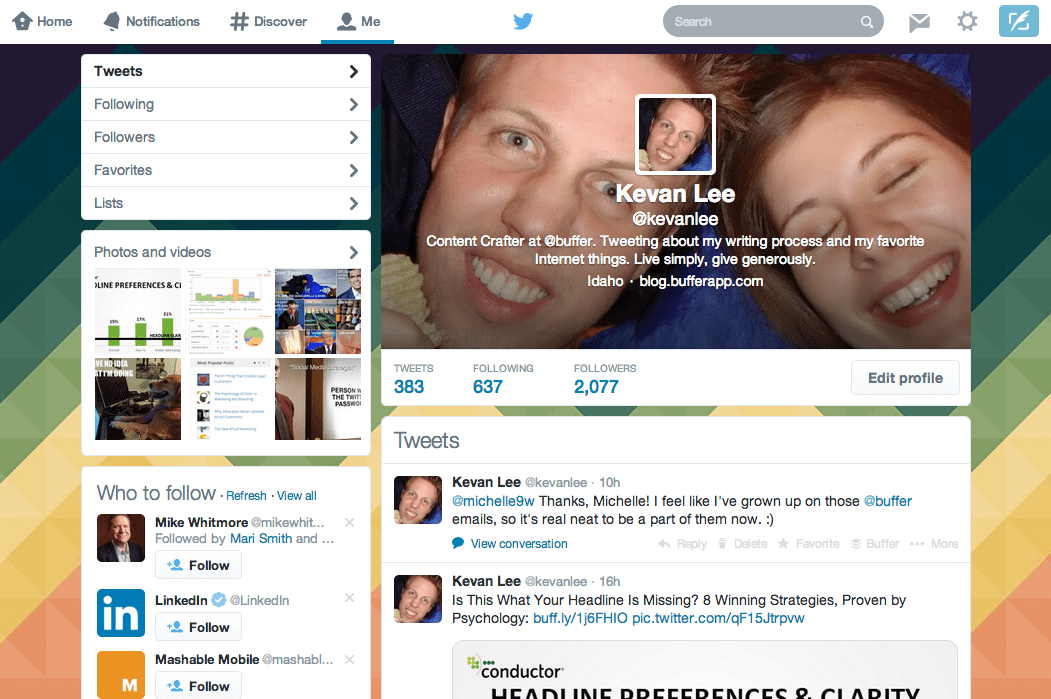 Home Notifications Discover Me Search
Tweets
Following
Followers
Favorites
Lists
Photos and videos
DLINE PREFERENCES & CL
15% 17% 21%
HEADLINE CLAR
VE NO IDEA
T I'M DOING
Most Popular Posts
"Social Media Strategist"
PERSON W
THE TWITT
PASSWOR
Who to follow · Refresh · View all
Mike Whitmore @mikewhit...
Followed by Mari Smith and ...
Follow
LinkedIn @LinkedIn
Follow
Mashable Mobile @mashabl...
Follow
in
M
Kevan Lee
@kevanlee
Content Crafter at @buffer. Tweeting about my writing process and my favorite
Internet things. Live simply, give generously.
Idaho · blog.bufferapp.com
TWEETS FOLLOWING FOLLOWERS
383 637 2,077
Edit profile
Tweets
Kevan Lee @kevanlee · 10h
@michelle9w Thanks, Michelle! I feel like I've grown up on those @buffer
emails, so it's real neat to be a part of them now. :)
View conversation Reply Delete Favorite Buffer More
Kevan Lee @kevanlee · 16h
Is This What Your Headline Is Missing? 8 Winning Strategies, Proven by
Psychology: buff.ly/1j6FHIO pic.twitter.com/qF15Jtrpvw
conductor
HEADLINE PREFERENCES & CLARITY